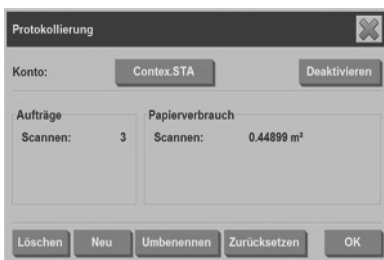 Protokollierung
Konto: Contex.STA Deaktivieren
Aufträge Papierverbrauch
Scannen: 3 Scannen: 0.44899 m²
Löschen Neu Umbenennen Zurücksetzen OK